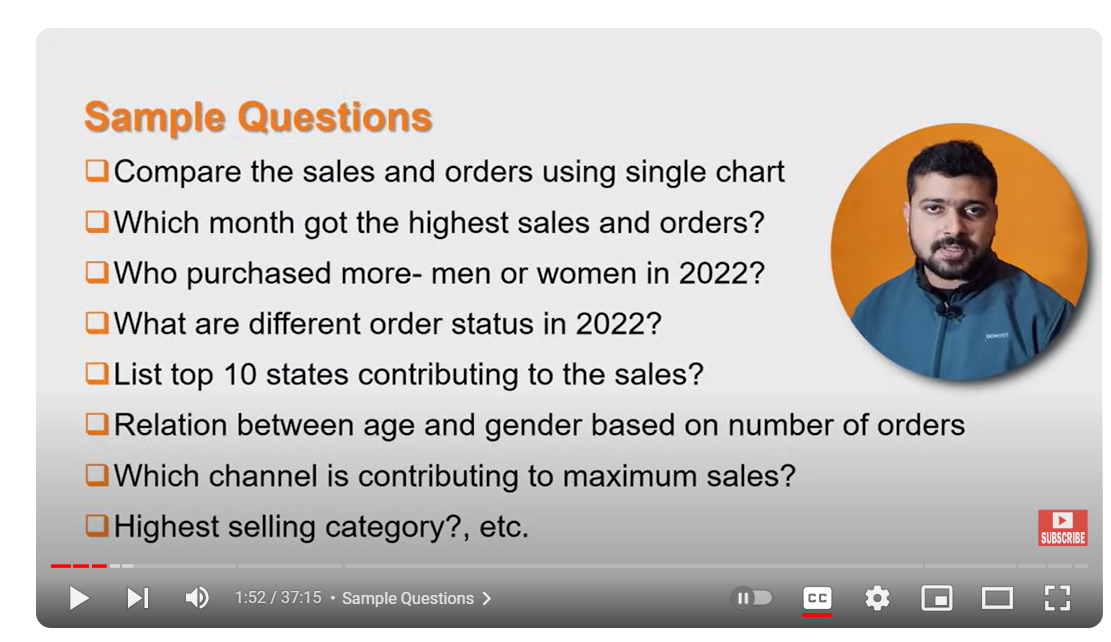 Sample Questions
Compare the sales and orders using single chart
Which month got the highest sales and orders?
Who purchased more- men or women in 2022?
What are different order status in 2022?
List top 10 states contributing to the sales?
Relation between age and gender based on number of orders
Which channel is contributing to maximum sales?
Highest selling category?, etc.
SUBSCRIBE
1:52 / 37:15 • Sample Questions
CC